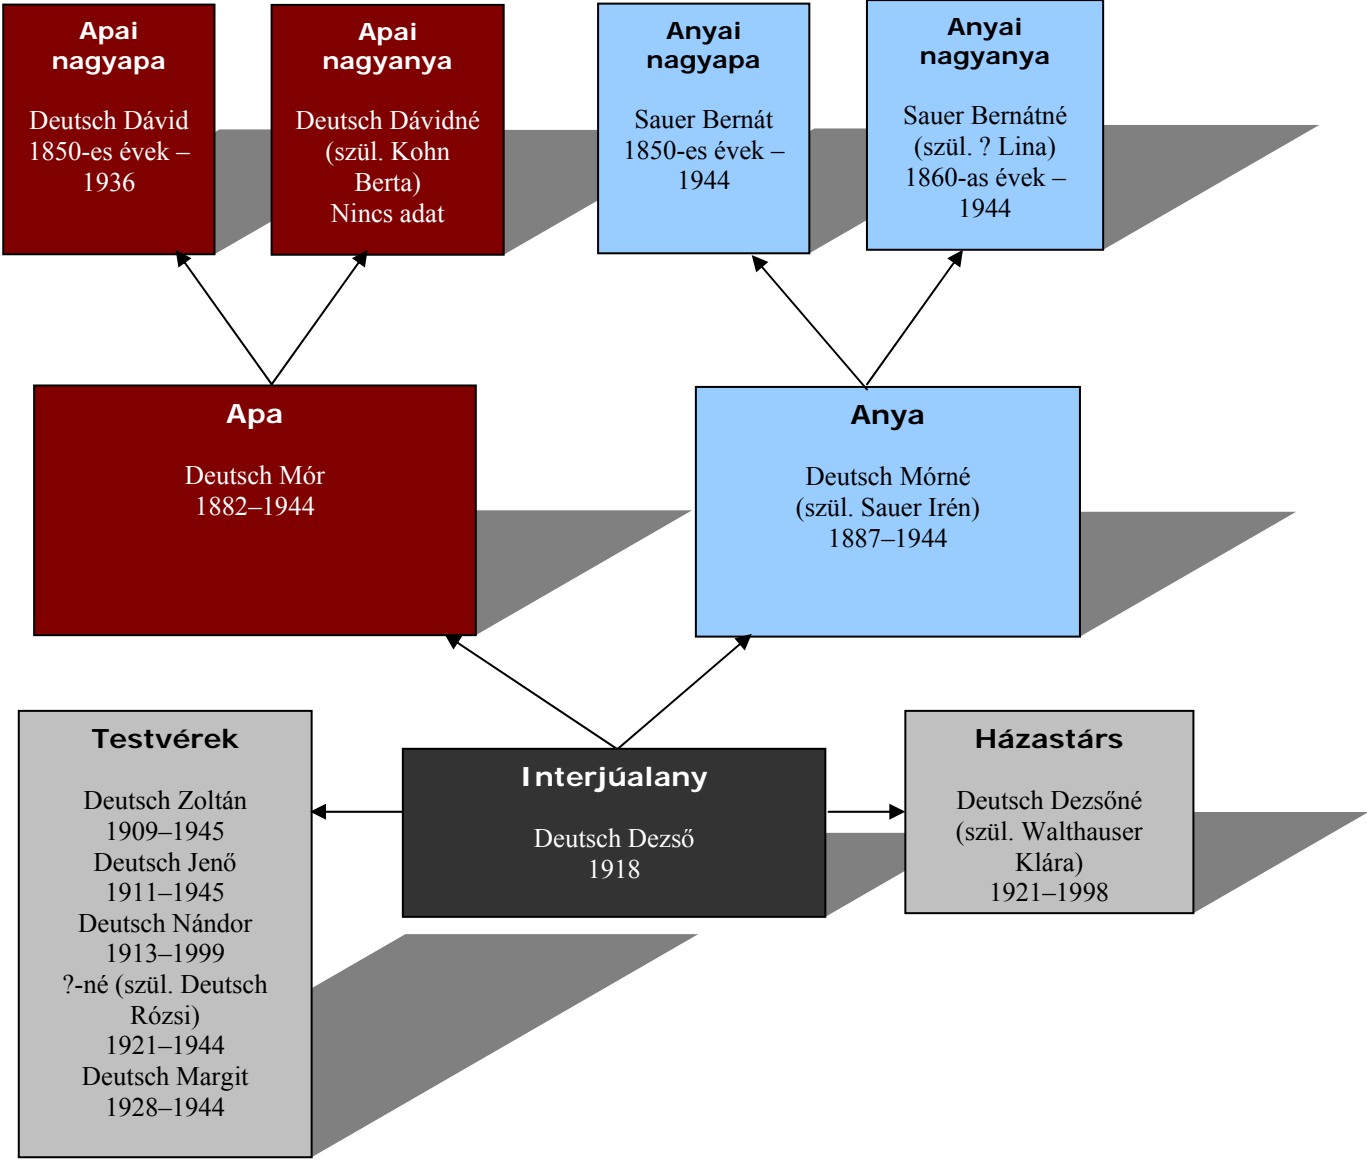 Apai
nagyapa
Deutsch Dávid
1850-es évek –
1936
Apai
nagyanya
Deutsch Dávidné
(szül. Kohn
Berta)
Nincs adat
Anyai
nagyapa
Sauer Bernát
1850-es évek –
1944
Anyai
nagyanya
Sauer Bernátné
(szül. ? Lina)
1860-as évek –
1944
Apa
Deutsch Mór
1882–1944
Anya
Deutsch Mórné
(szül. Sauer Irén)
1887–1944
Testvérek
Deutsch Zoltán
1909–1945
Deutsch Jenő
1911–1945
Deutsch Nándor
1913–1999
?-né (szül. Deutsch
Rózsi)
1921–1944
Deutsch Margit
1928–1944
Interjúalany
Deutsch Dezső
1918
Házastárs
Deutsch Dezsőné
(szül. Walthauser
Klára)
1921–1998